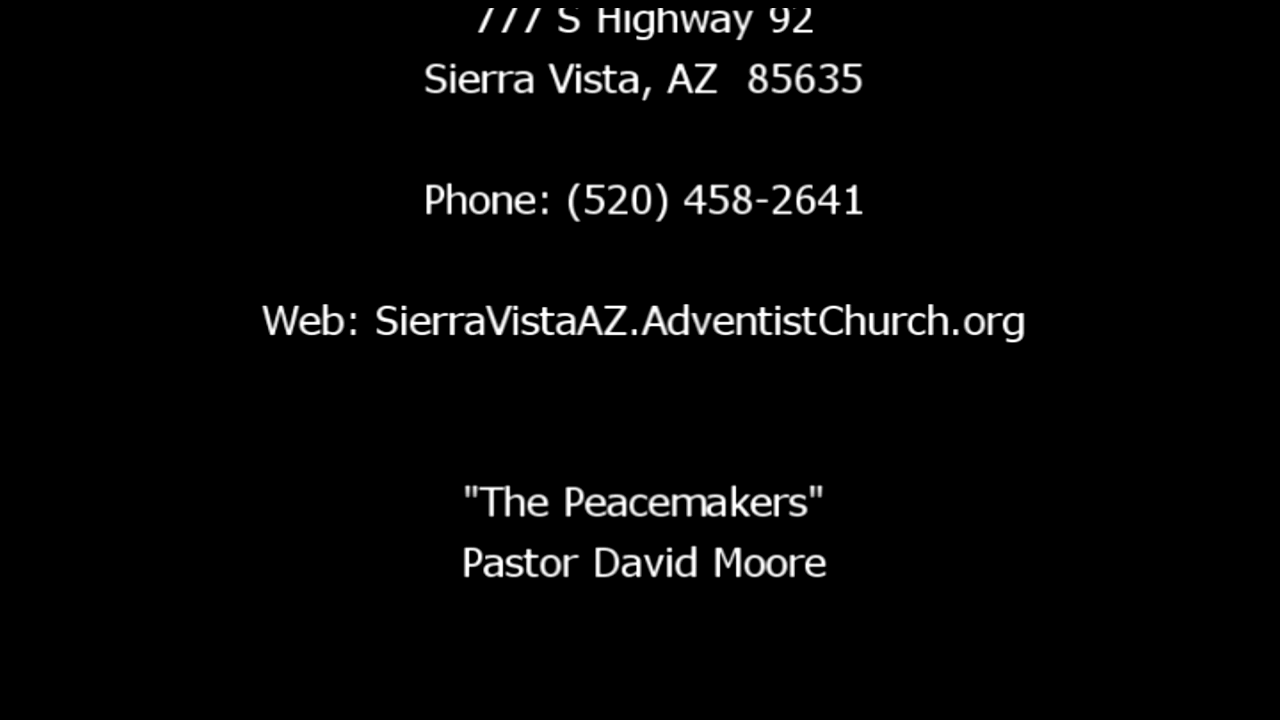 777 S Highway 92
Sierra Vista, AZ  85635
Phone: (520) 458-2641
Web: SierraVistaAZ.AdventistChurch.org
"The Peacemakers"
Pastor David Moore